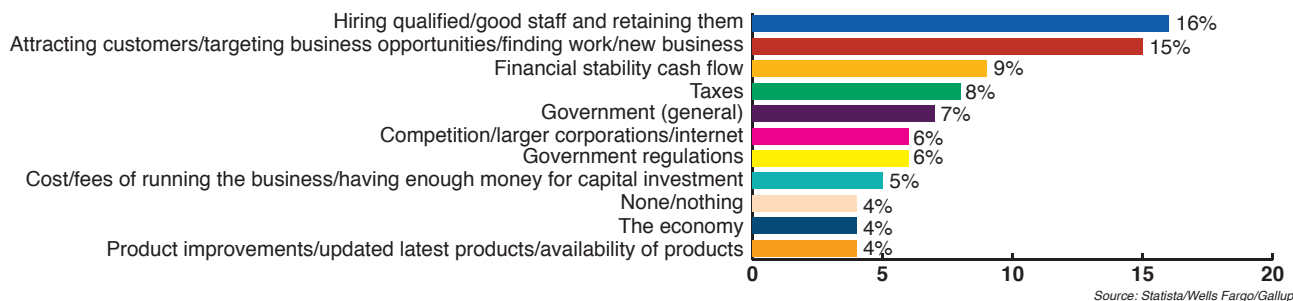 Hiring qualified/good staff and retaining them 16%
Attracting customers/targeting business opportunities/finding work/new business 15%
Financial stability cash flow 9%
Taxes 8%
Government (general) 7%
Competition/larger corporations/internet 6%
Government regulations 6%
Cost/fees of running the business/having enough money for capital investment 5%
None/nothing 4%
The economy 4%
Product improvements/updated latest products/availability of products 4%
0 5 10 15 20
Source: Statista/Wells Fargo/Gallup